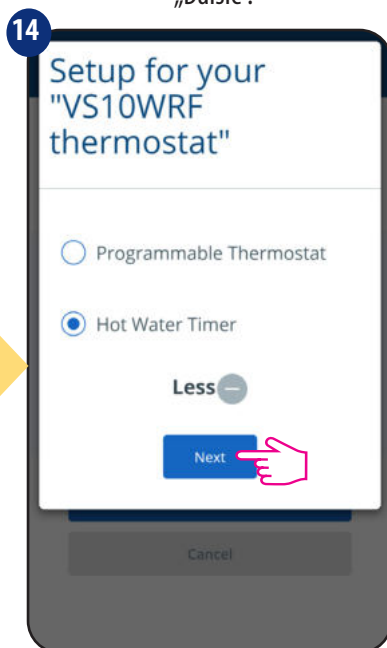 „Dalsie".
14
Setup for your
"VS10WRF
thermostat"
Programmable Thermostat
Hot Water Timer
Less
Next
Cancel